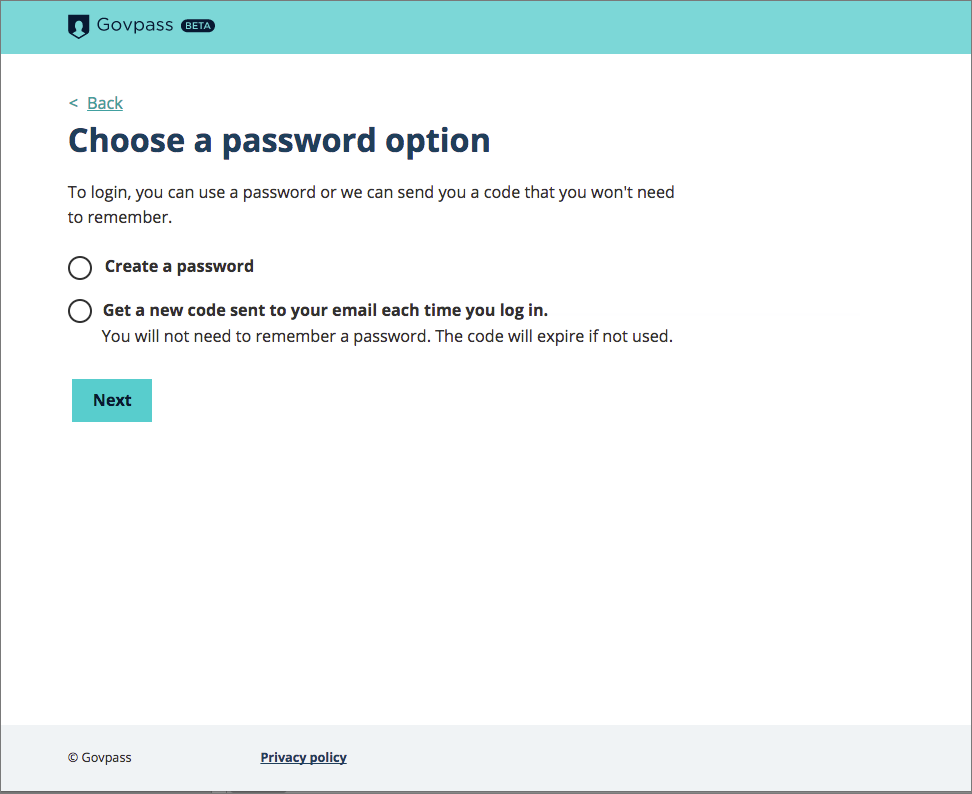 Govpass BETA
< Back
Choose a password option
To login, you can use a password or we can send you a code that you won't need
to remember.
Create a password
Get a new code sent to your email each time you log in.
You will not need to remember a password. The code will expire if not used.
Next
© Govpass Privacy policy